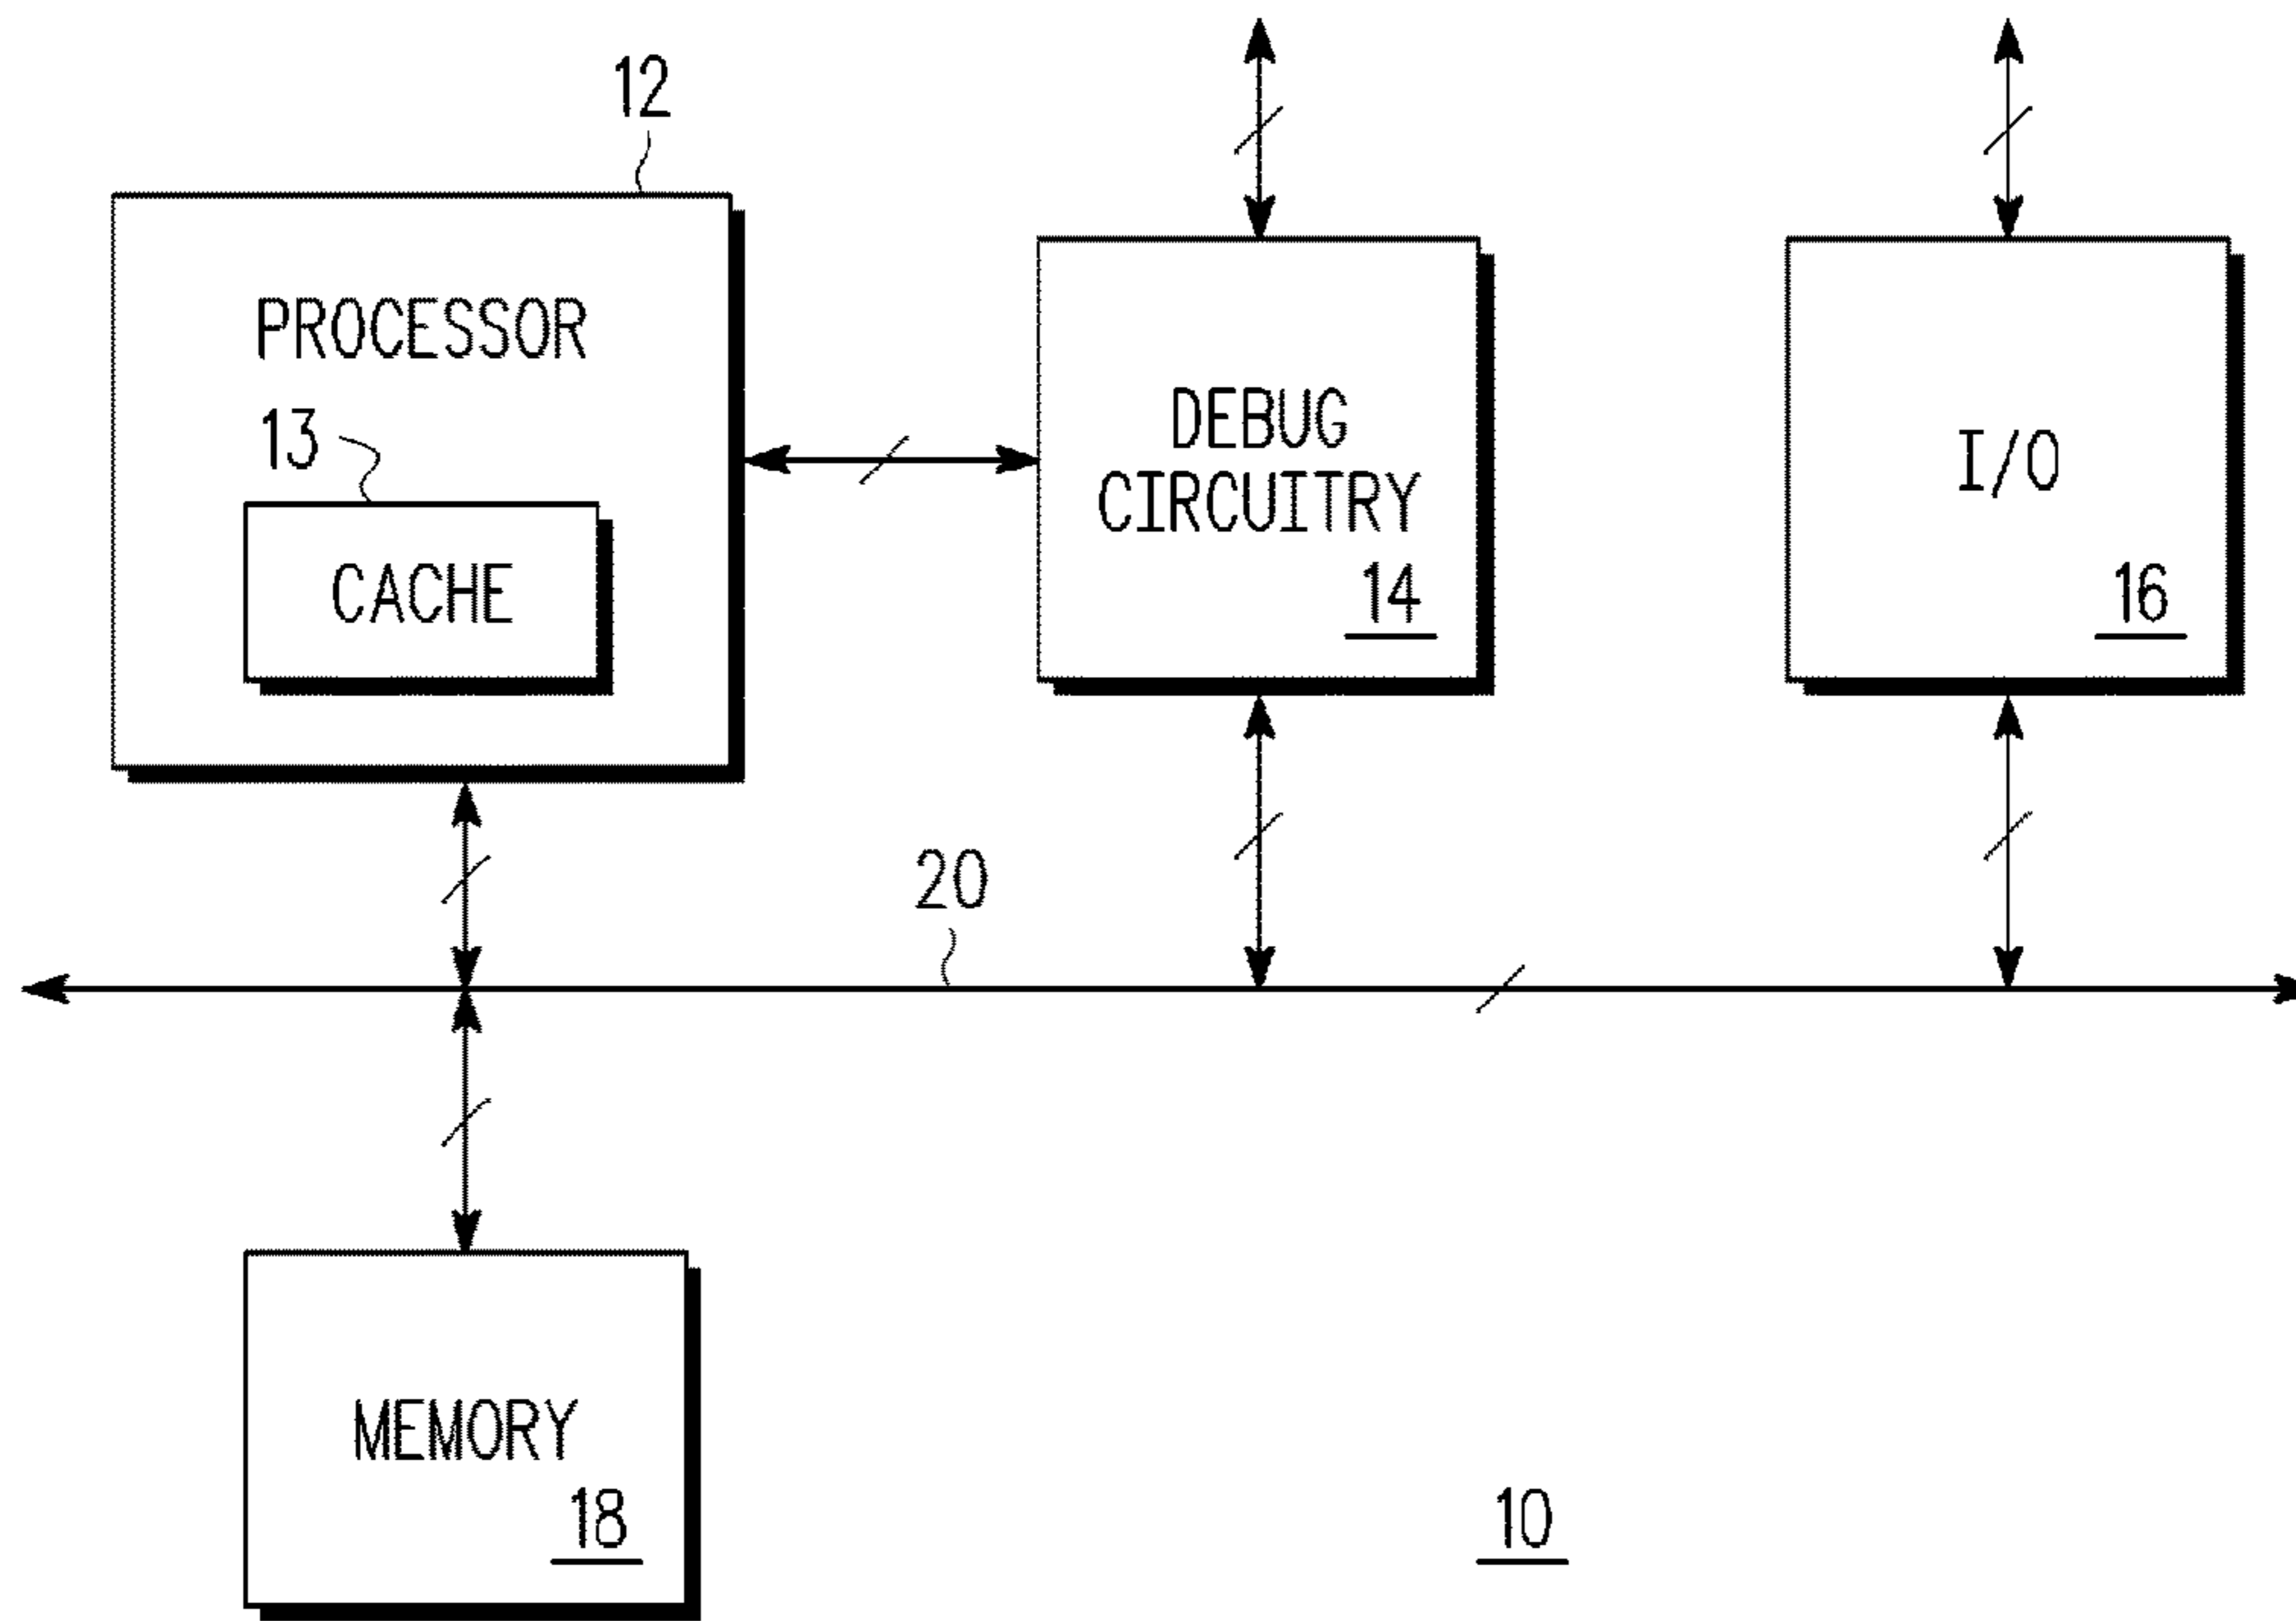 12
PROCESSOR
13
CACHE
DEBUG
CIRCUITRY
14
I/O
16
20
MEMORY
18
10